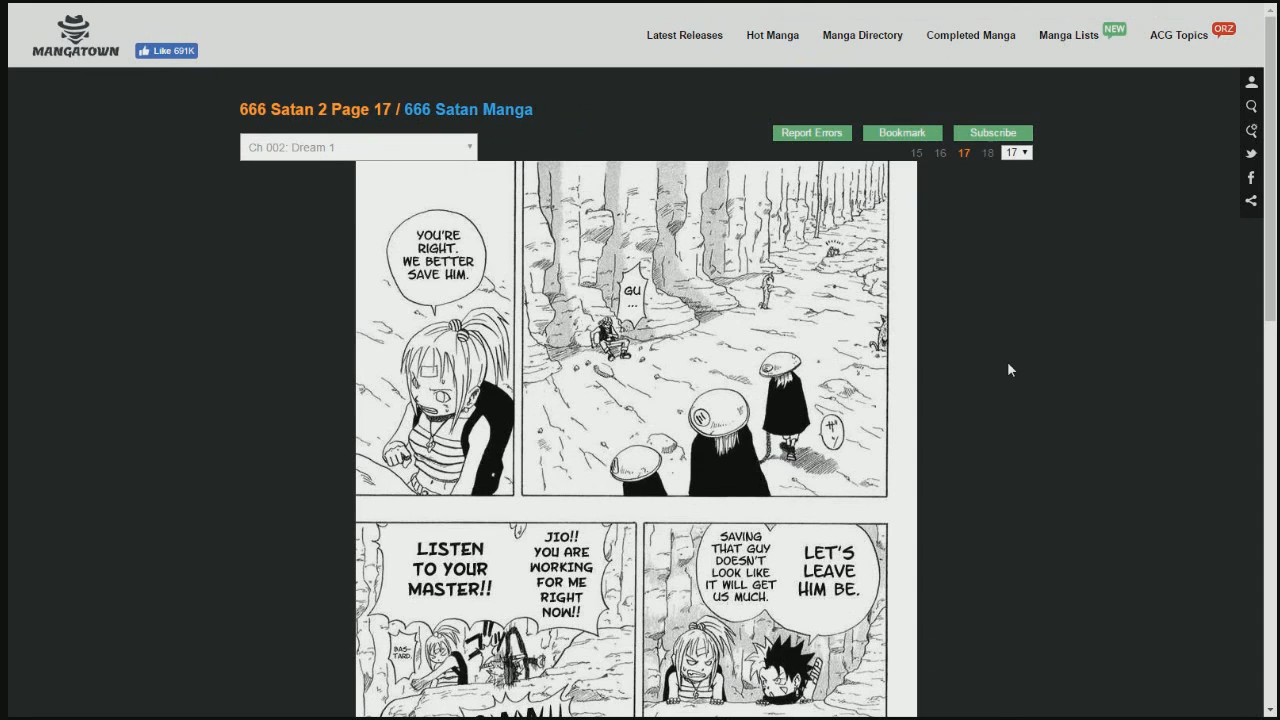 MANGATOWN
Like 691K
Latest Releases
Hot Manga
Manga Directory
Completed Manga
Manga Lists
NEW
ACG Topics
ORZ
666 Satan 2 Page 17 / 666 Satan Manga
Report Errors
Bookmark
Subscribe
Ch 002: Dream 1
15 16 17 18 17
GU
...
YOU'RE
RIGHT.
WE BETTER
SAVE HIM.
LET'S
LEAVE
HIM BE.
SAVING
THAT GUY
DOESN'T
LOOK LIKE
IT WILL GET
US MUCH.
JIO!!
YOU ARE
WORKING
FOR ME
RIGHT
NOW!!
LISTEN
TO YOUR
MASTER!!
BAS-
TARD.